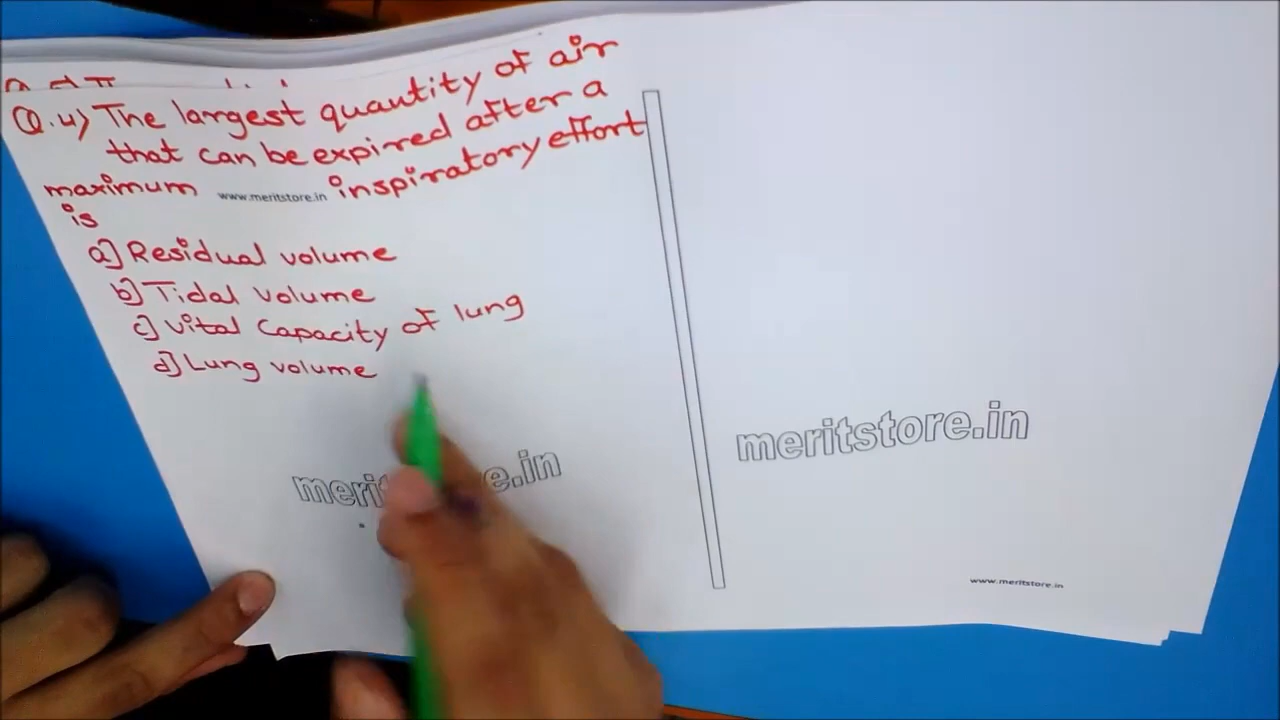 Q.4) The largest quantity of air
that can be expired after a
maximum www.meritstore.in inspiratory effort
is
a] Residual volume
b] Tidal volume
c] Vital Capacity of lung
d] Lung volume
meritstore.in
www.meritstore.in